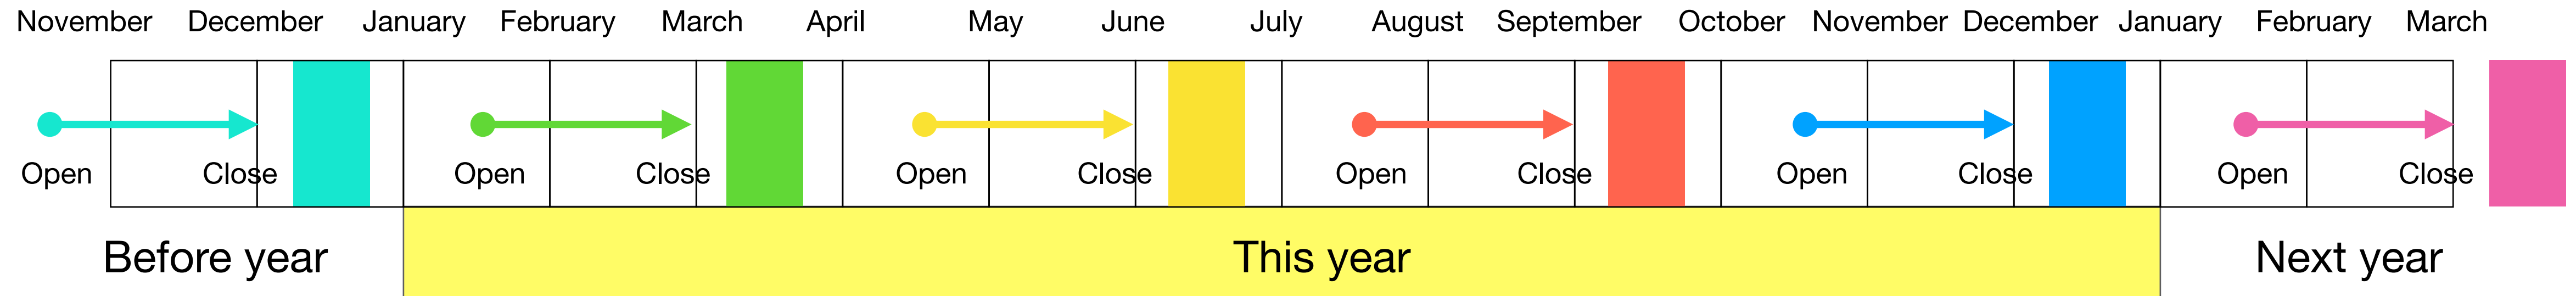 November December January February March April May June July August September October November December January February March
Open Close Open Close Open Close Open Close Open Close Open Close
Before year This year Next year